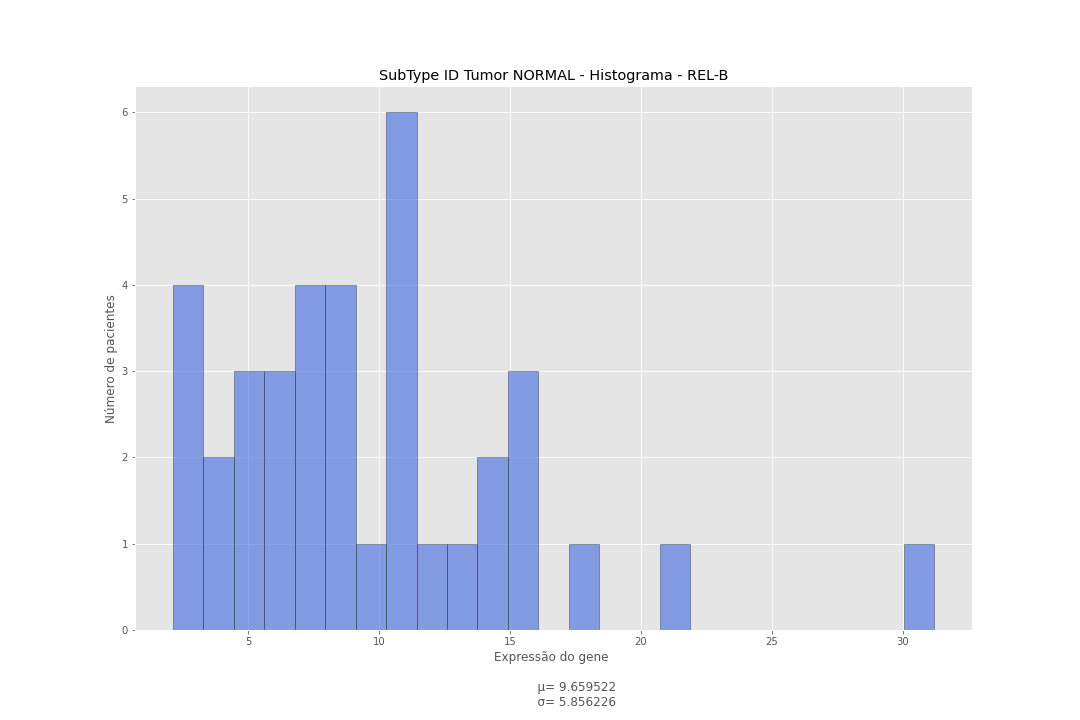 SubType ID Tumor NORMAL - Histograma - REL-B
6
5
4
3
2
1
0
Número de pacientes
5 10 15 20 25 30
Expressão do gene
μ= 9.659522
σ= 5.856226